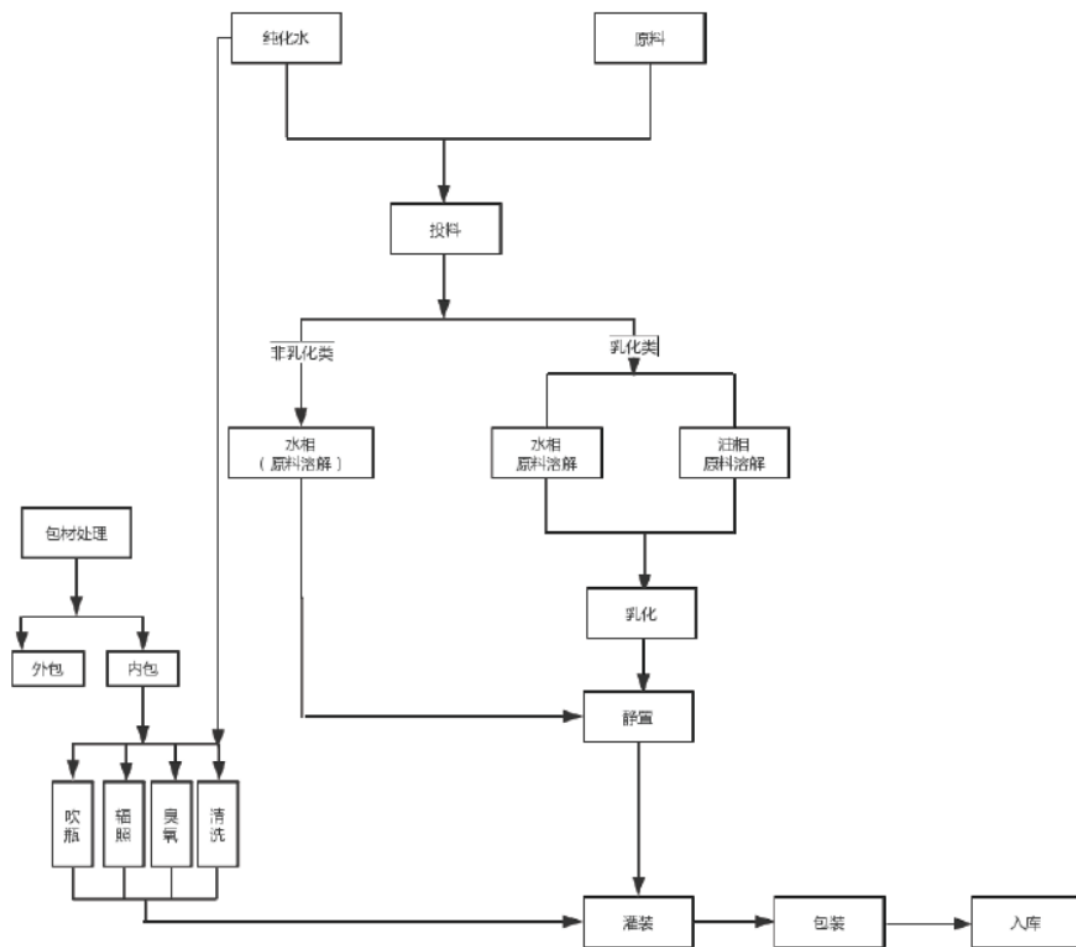 纯化水
原料
投料
非乳化类
乳化类
水相
（原料溶解）
水相
原料溶解
油相
原料溶解
包材处理
乳化
外包
内包
静置
吹瓶
辐照
臭氧
清洗
灌装
包装
入库